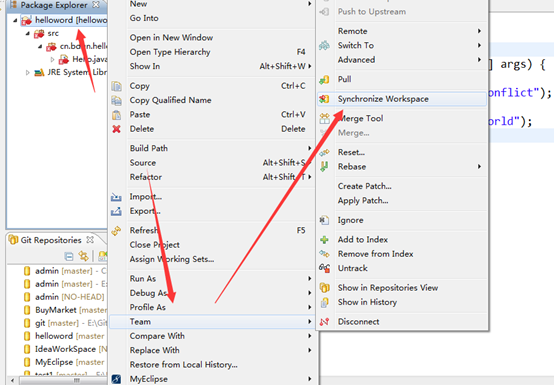 Package Explorer
helloword [hellowo
src
cn.bdqn.hell
Hello.java
JRE System Libr
Git Repositories
admin [master] - C
admin [master] - E
admin [NO-HEAD]
BuyMarket [master]
git [master] - E:\Git
helloword [master]
IdeaWorkSpace [N
MyEclipse [master]
test1 [master]
New
Go Into
Open in New Window
Open Type Hierarchy F4
Show In Alt+Shift+W
Copy Ctrl+C
Copy Qualified Name
Paste Ctrl+V
Delete Delete
Build Path
Source Alt+Shift+S
Refactor Alt+Shift+T
Import...
Export...
Refresh F5
Close Project
Assign Working Sets...
Run As
Debug As
Profile As
Team
Compare With
Replace With
Restore from Local History...
MyEclipse
Push to Upstream
Remote
Switch To
Advanced
Pull
Synchronize Workspace
Merge Tool
Merge...
Reset...
Rebase
Create Patch...
Apply Patch...
Ignore
Add to Index
Remove from Index
Untrack
Show in Repositories View
Show in History
Disconnect
] args) {
onflict");
orld");